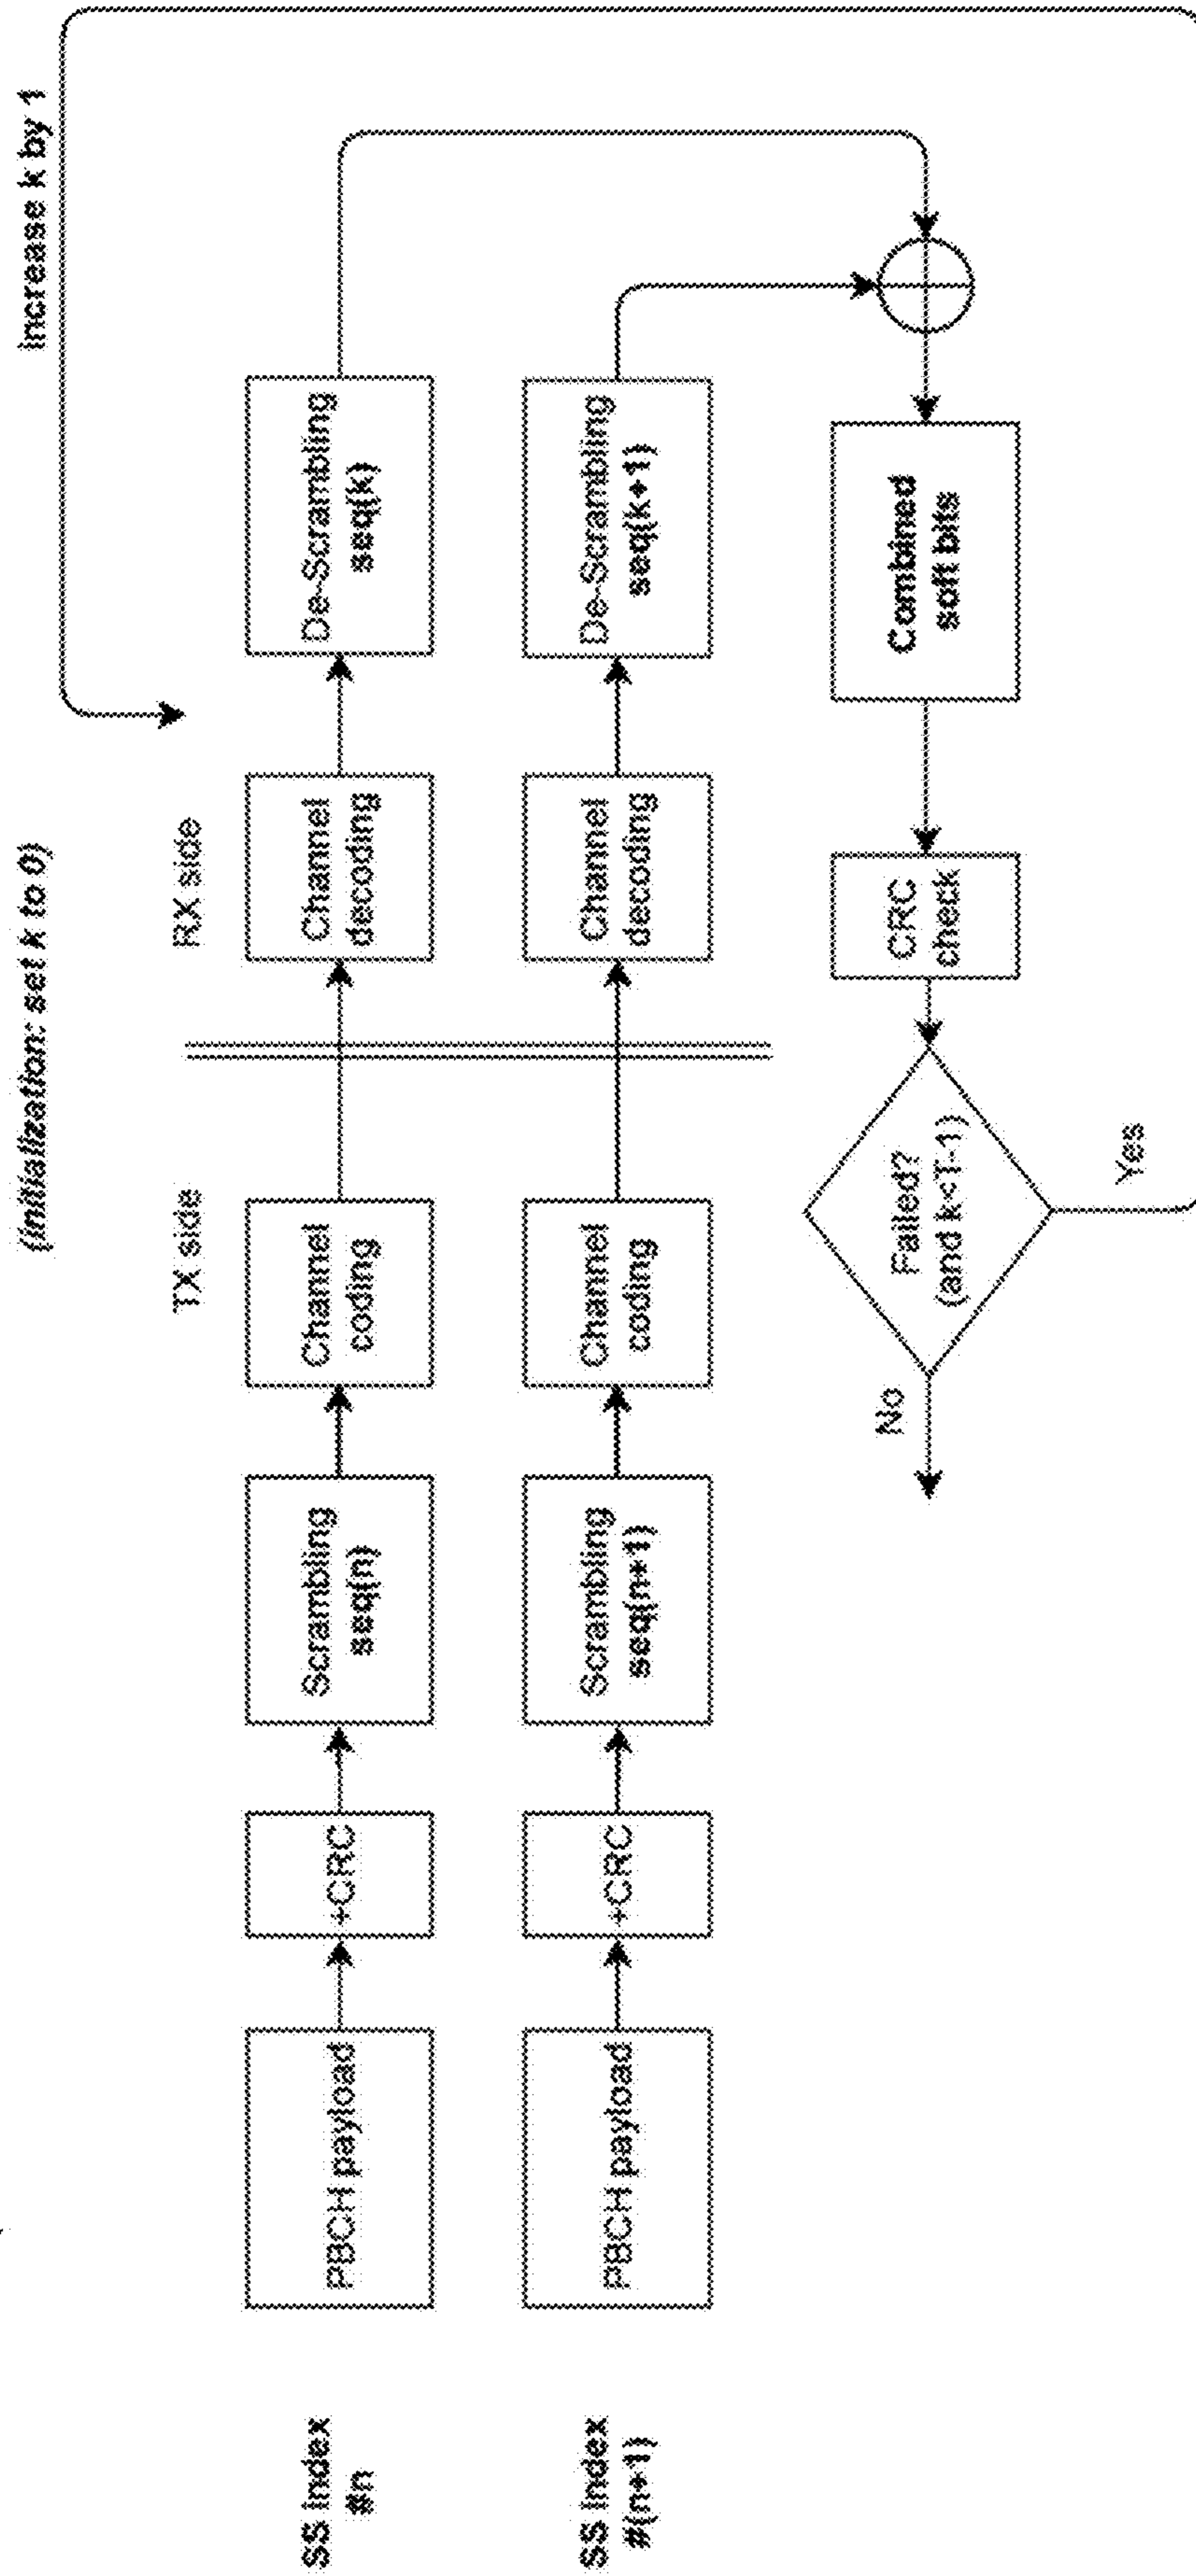 increase k by 1
(initialization: set k to 0)
TX side
RX side
SS index
#n
PBCH payload
+CRC
Scrambling
seq(n)
Channel
coding
Channel
decoding
De-Scrambling
seq(k)
SS index
#(n+1)
PBCH payload
+CRC
Scrambling
seq(n+1)
Channel
coding
Channel
decoding
De-Scrambling
seq(k+1)
No
Failed?
(and k<T-1)
Yes
CRC
check
Combined
soft bits